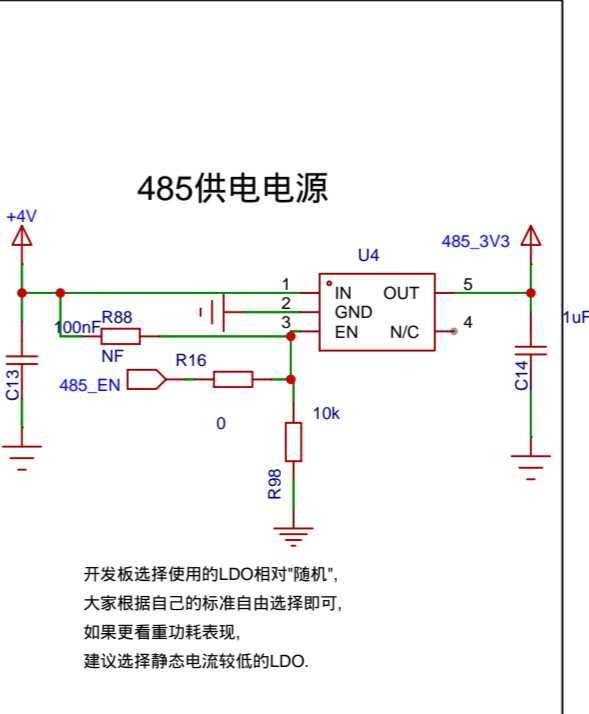 485供电电源
+4V
485_3V3
U4
1
IN
OUT
5
2
GND
3
EN
N/C
4
1uF
100nF
R88
NF
R16
485_EN
0
10k
C13
C14
R98
开发板选择使用的LDO相对"随机",
大家根据自己的标准自由选择即可,
如果更看重功耗表现,
建议选择静态电流较低的LDO.